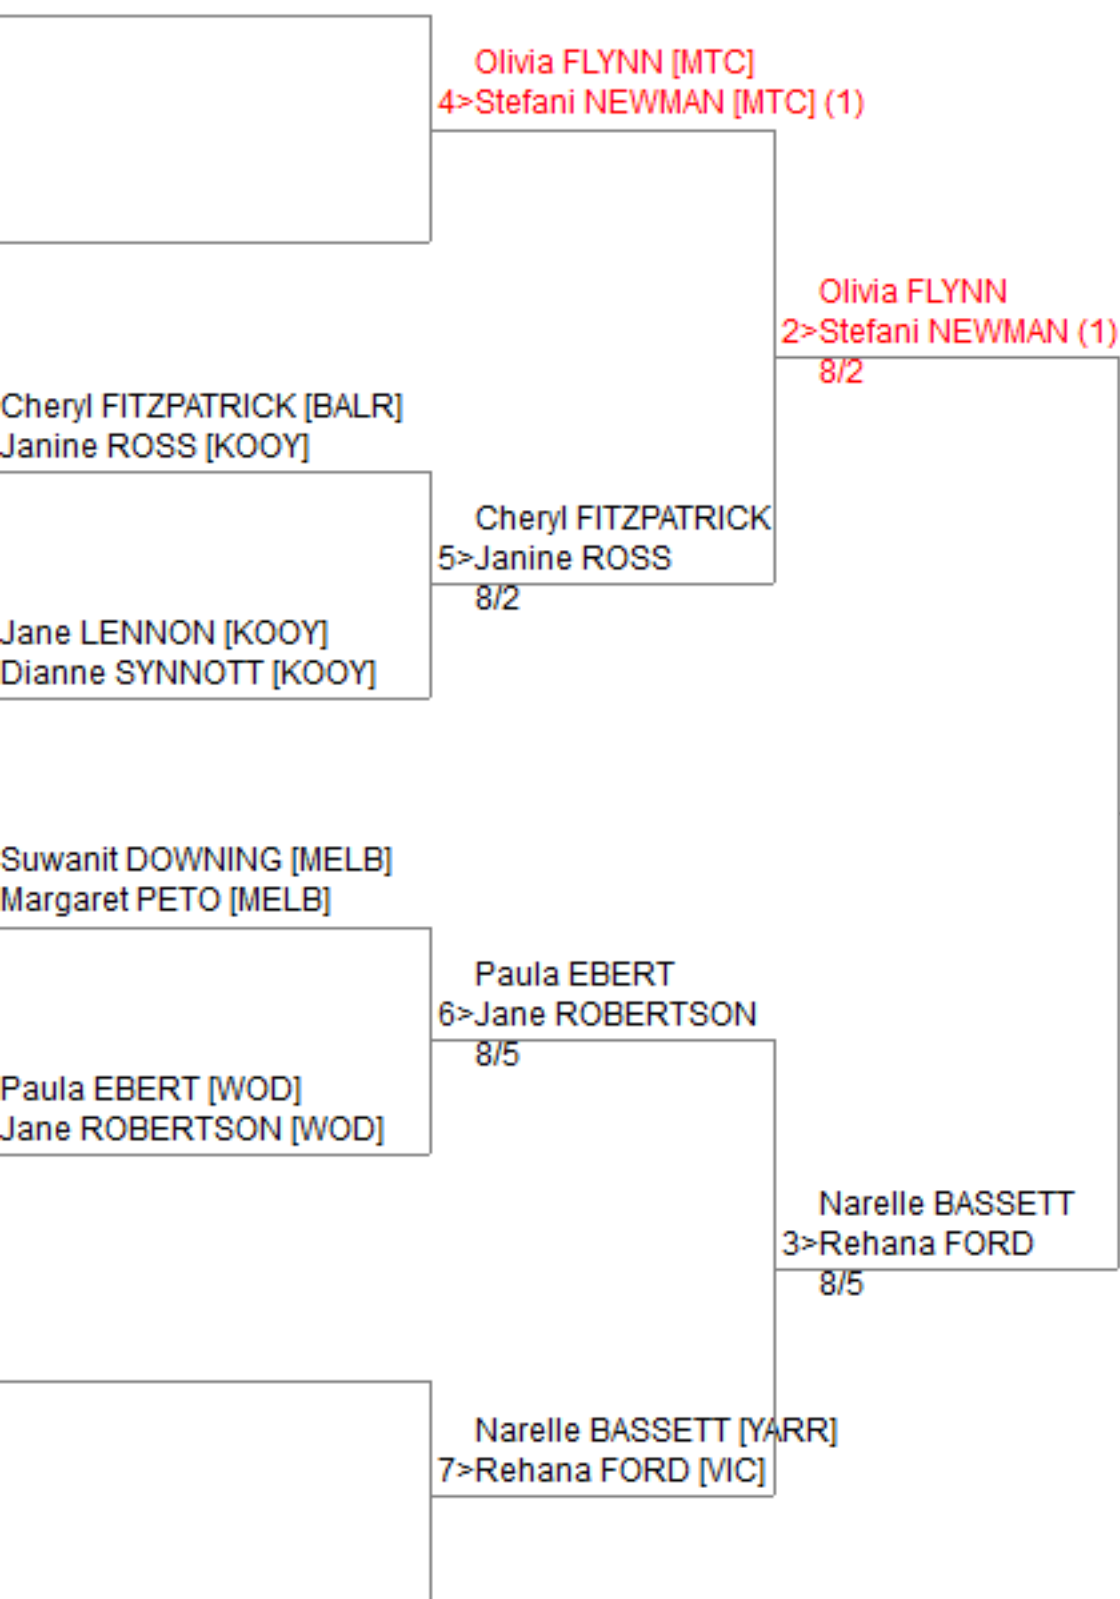 Olivia FLYNN [MTC]
4>Stefani NEWMAN [MTC] (1)
Olivia FLYNN
2>Stefani NEWMAN (1)
8/2
Cheryl FITZPATRICK [BALR]
Janine ROSS [KOOY]
Cheryl FITZPATRICK
5>Janine ROSS
8/2
Jane LENNON [KOOY]
Dianne SYNNOTT [KOOY]
Suwanit DOWNING [MELB]
Margaret PETO [MELB]
Paula EBERT
6>Jane ROBERTSON
8/5
Paula EBERT [WOD]
Jane ROBERTSON [WOD]
Narelle BASSETT
3>Rehana FORD
8/5
Narelle BASSETT [YARR]
7>Rehana FORD [VIC]